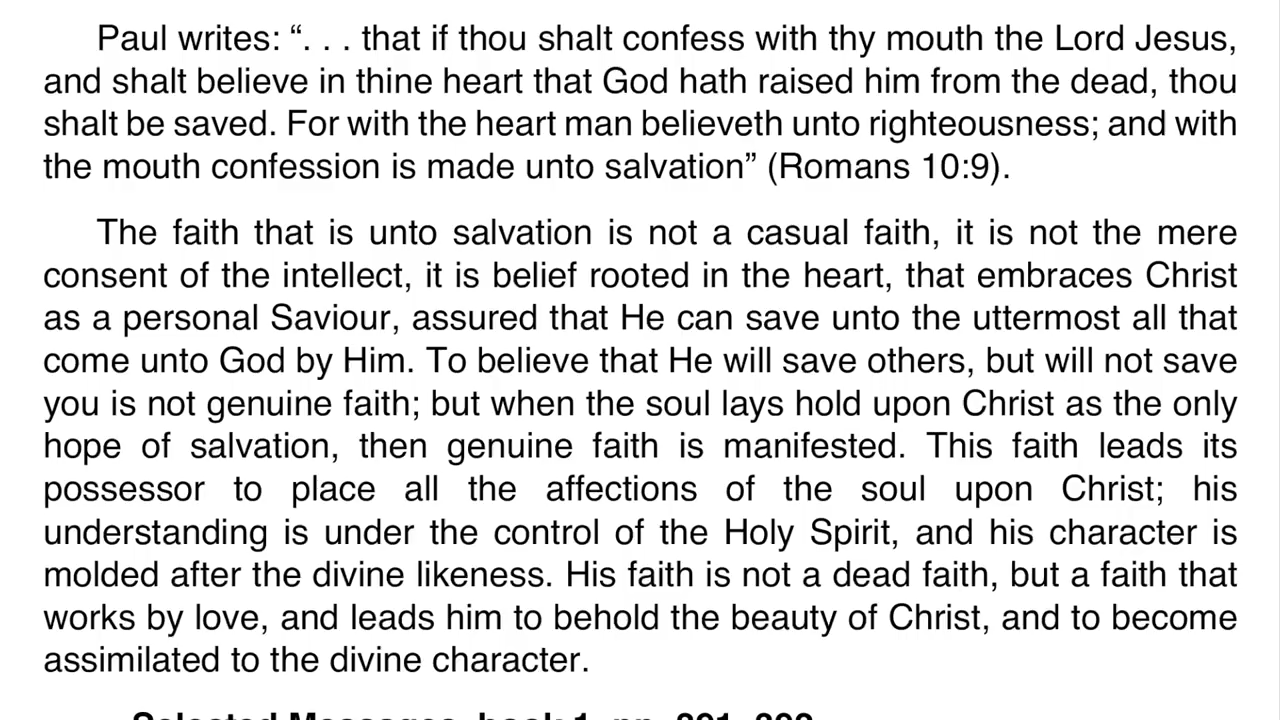 Paul writes: “. . . that if thou shalt confess with thy mouth the Lord Jesus,
and shalt believe in thine heart that God hath raised him from the dead, thou
shalt be saved. For with the heart man believeth unto righteousness; and with
the mouth confession is made unto salvation” (Romans 10:9).
The faith that is unto salvation is not a casual faith, it is not the mere
consent of the intellect, it is belief rooted in the heart, that embraces Christ
as a personal Saviour, assured that He can save unto the uttermost all that
come unto God by Him. To believe that He will save others, but will not save
you is not genuine faith; but when the soul lays hold upon Christ as the only
hope of salvation, then genuine faith is manifested. This faith leads its
possessor to place all the affections of the soul upon Christ; his
understanding is under the control of the Holy Spirit, and his character is
molded after the divine likeness. His faith is not a dead faith, but a faith that
works by love, and leads him to behold the beauty of Christ, and to become
assimilated to the divine character.
Selected Messages, book 1, pp.